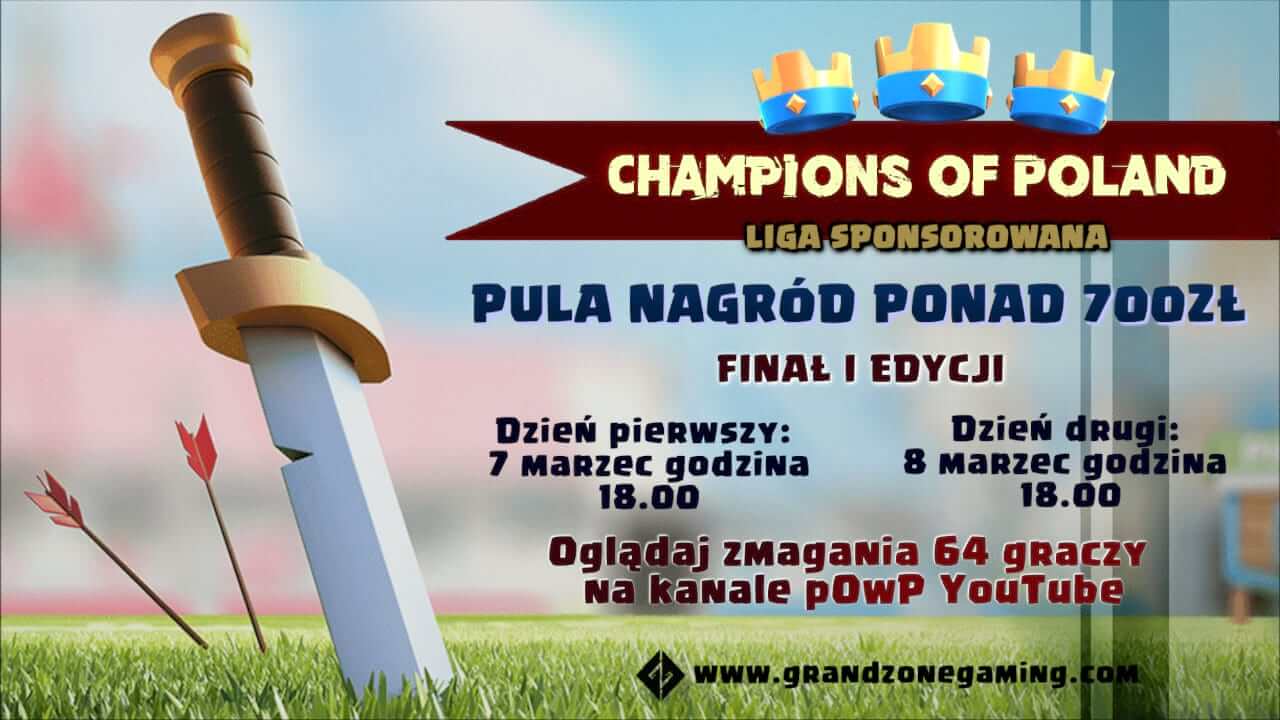 CHAMPIONS OF POLAND
LIGA SPONSOROWANA
PULA NAGRÓD PONAD 700ZŁ
FINAŁ I EDYCJI
Dzień pierwszy:
7 marzec godzina
18.00
Dzień drugi:
8 marzec godzina
18.00
Oglądaj zmagania 64 graczy
na kanale pOwP YouTube
www.grandzonegaming.com